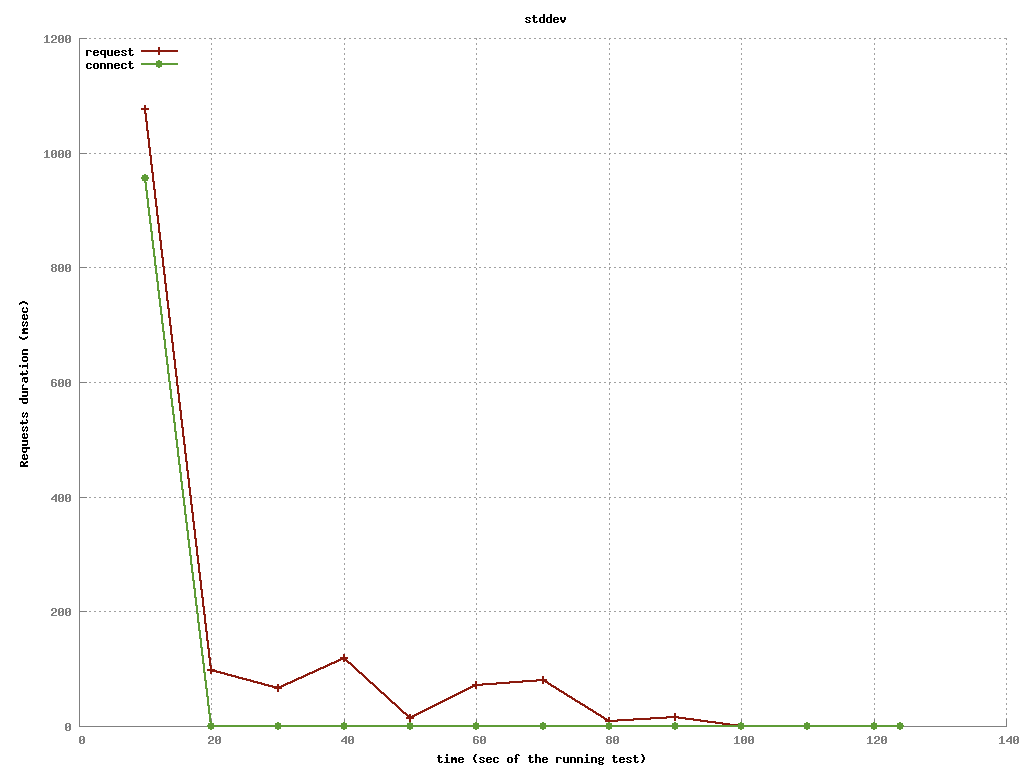 stddev
request
connect
1200
1000
800
600
400
200
0
Requests duration (msec)
0 20 40 60 80 100 120 140
time (sec of the running test)